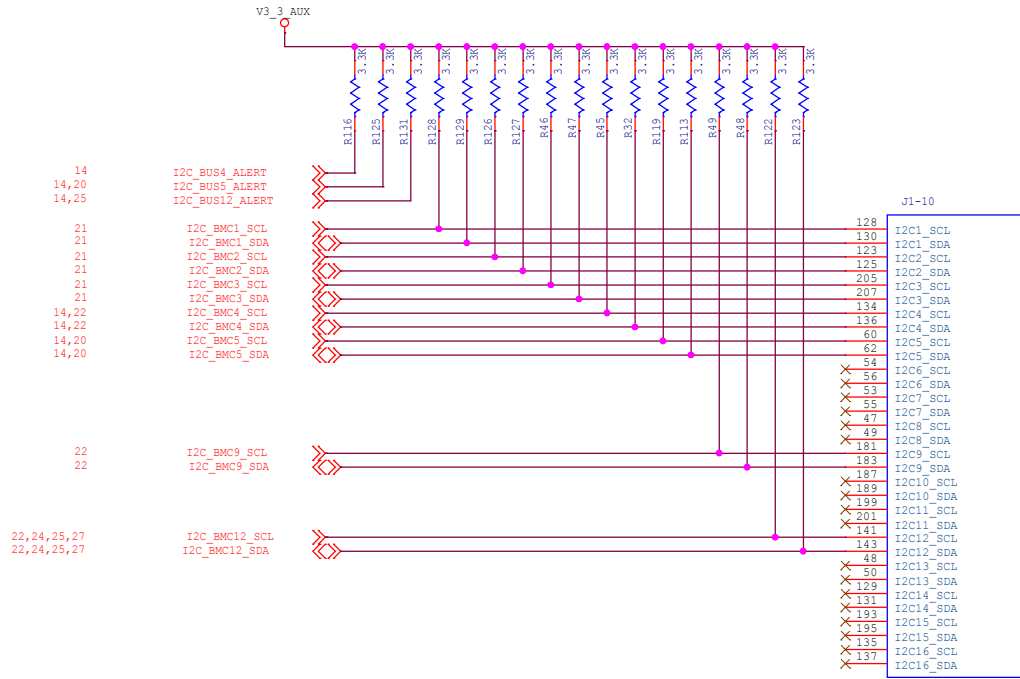 V3_3_AUX
3.3K 3.3K 3.3K 3.3K 3.3K 3.3K 3.3K 3.3K 3.3K 3.3K 3.3K 3.3K 3.3K 3.3K 3.3K 3.3K 3.3K
R116 R125 R131 R128 R129 R126 R127 R46 R47 R45 R32 R119 R113 R49 R48 R122 R123
14 I2C_BUS4_ALERT
14,20 I2C_BUS5_ALERT
14,25 I2C_BUS12_ALERT
J1-10
21 I2C_BMC1_SCL 128 I2C1_SCL
21 I2C_BMC1_SDA 130 I2C1_SDA
21 I2C_BMC2_SCL 123 I2C2_SCL
21 I2C_BMC2_SDA 125 I2C2_SDA
21 I2C_BMC3_SCL 205 I2C3_SCL
21 I2C_BMC3_SDA 207 I2C3_SDA
14,22 I2C_BMC4_SCL 134 I2C4_SCL
14,22 I2C_BMC4_SDA 136 I2C4_SDA
14,20 I2C_BMC5_SCL 60 I2C5_SCL
14,20 I2C_BMC5_SDA 62 I2C5_SDA
54 I2C6_SCL
56 I2C6_SDA
53 I2C7_SCL
55 I2C7_SDA
47 I2C8_SCL
49 I2C8_SDA
22 I2C_BMC9_SCL 181 I2C9_SCL
22 I2C_BMC9_SDA 183 I2C9_SDA
187 I2C10_SCL
189 I2C10_SDA
199 I2C11_SCL
201 I2C11_SDA
22,24,25,27 I2C_BMC12_SCL 141 I2C12_SCL
22,24,25,27 I2C_BMC12_SDA 143 I2C12_SDA
48 I2C13_SCL
50 I2C13_SDA
129 I2C14_SCL
131 I2C14_SDA
193 I2C15_SCL
195 I2C15_SDA
135 I2C16_SCL
137 I2C16_SDA